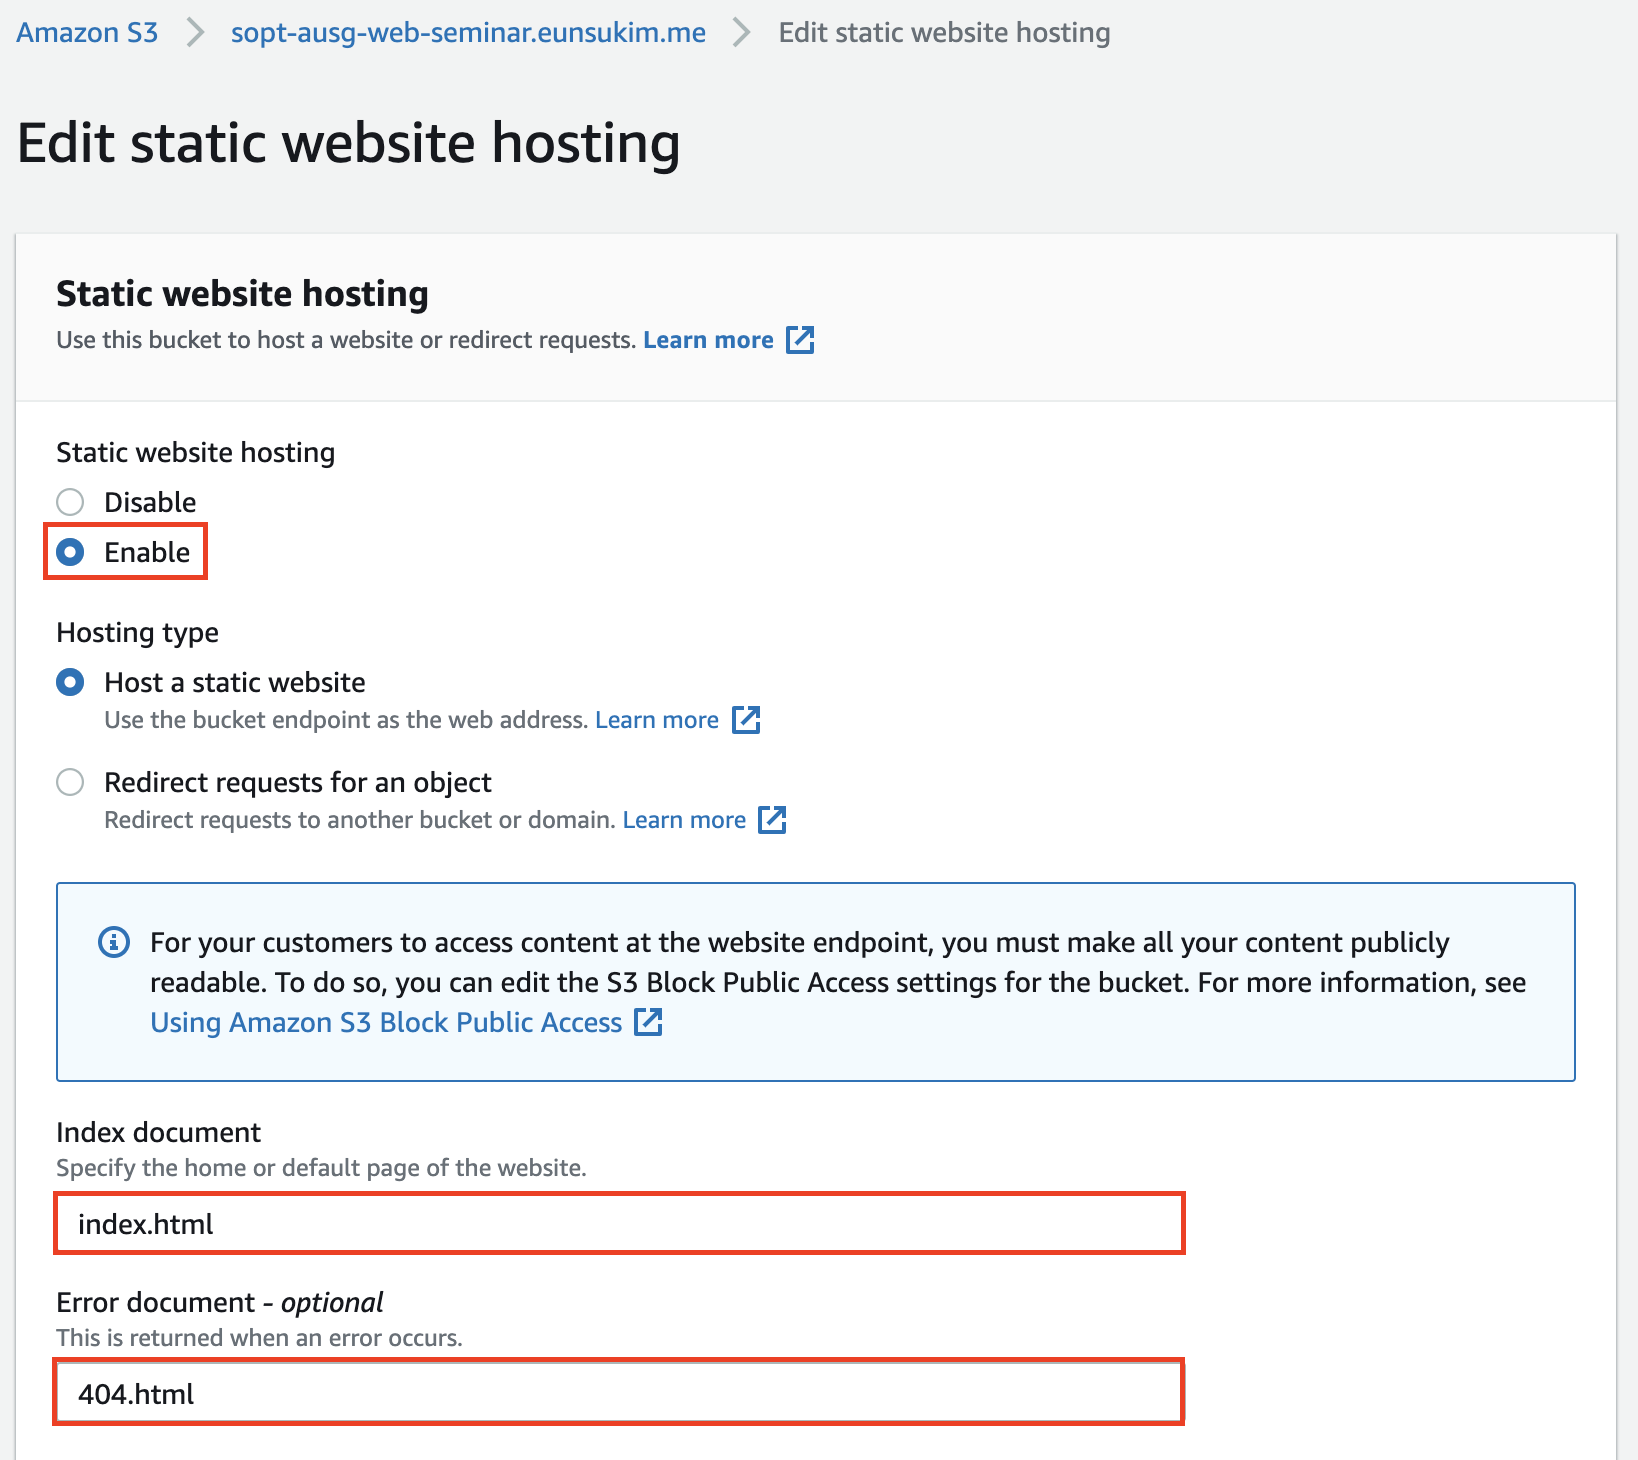 Amazon S3 > sopt-ausg-web-seminar.eunsukim.me > Edit static website hosting
Edit static website hosting
Static website hosting
Use this bucket to host a website or redirect requests. Learn more
Static website hosting
Disable
Enable
Hosting type
Host a static website
Use the bucket endpoint as the web address. Learn more
Redirect requests for an object
Redirect requests to another bucket or domain. Learn more
For your customers to access content at the website endpoint, you must make all your content publicly
readable. To do so, you can edit the S3 Block Public Access settings for the bucket. For more information, see
Using Amazon S3 Block Public Access
Index document
Specify the home or default page of the website.
index.html
Error document - optional
This is returned when an error occurs.
404.html